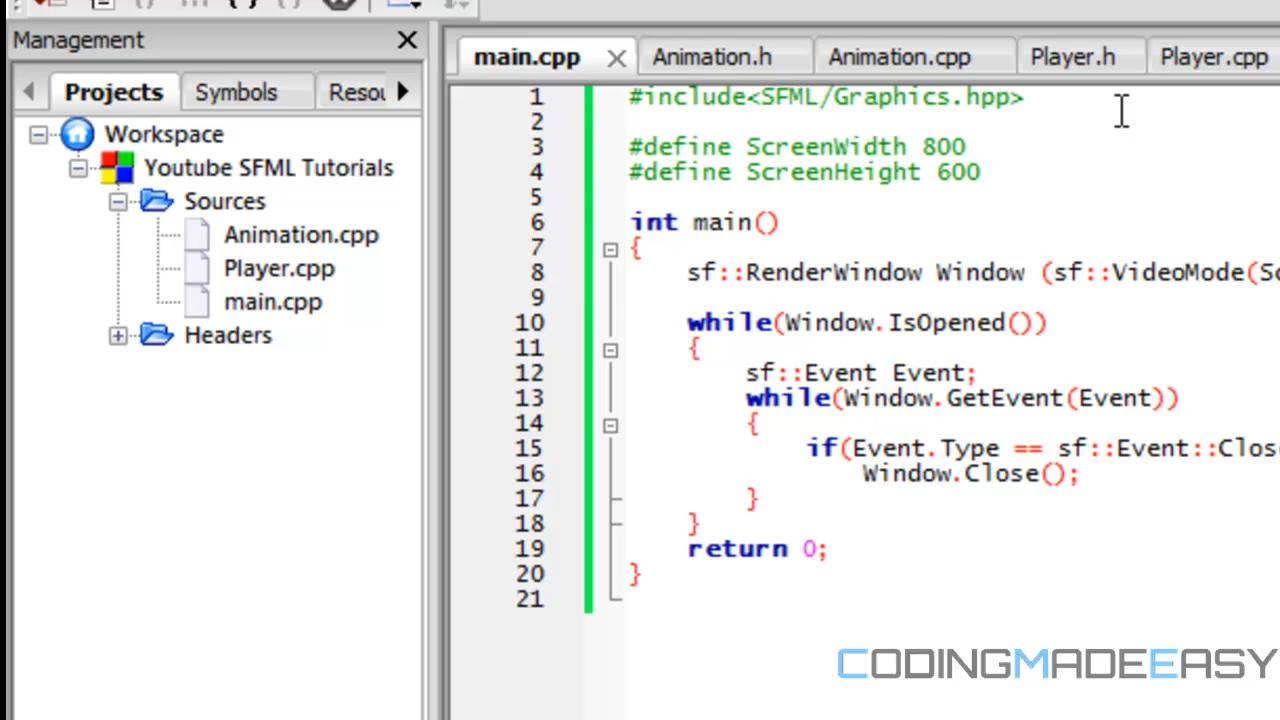 Management
Projects Symbols Resou
Workspace
Youtube SFML Tutorials
Sources
Animation.cpp
Player.cpp
main.cpp
Headers
main.cpp Animation.h Animation.cpp Player.h Player.cpp
1 #include<SFML/Graphics.hpp>
2
3 #define ScreenWidth 800
4 #define ScreenHeight 600
5
6 int main()
7 {
8 sf::RenderWindow Window (sf::VideoMode(Sc
9
10 while(Window.IsOpened())
11 {
12 sf::Event Event;
13 while(Window.GetEvent(Event))
14 {
15 if(Event.Type == sf::Event::Clos
16 Window.Close();
17 }
18 }
19 return 0;
20 }
21
CODINGMADEEASY